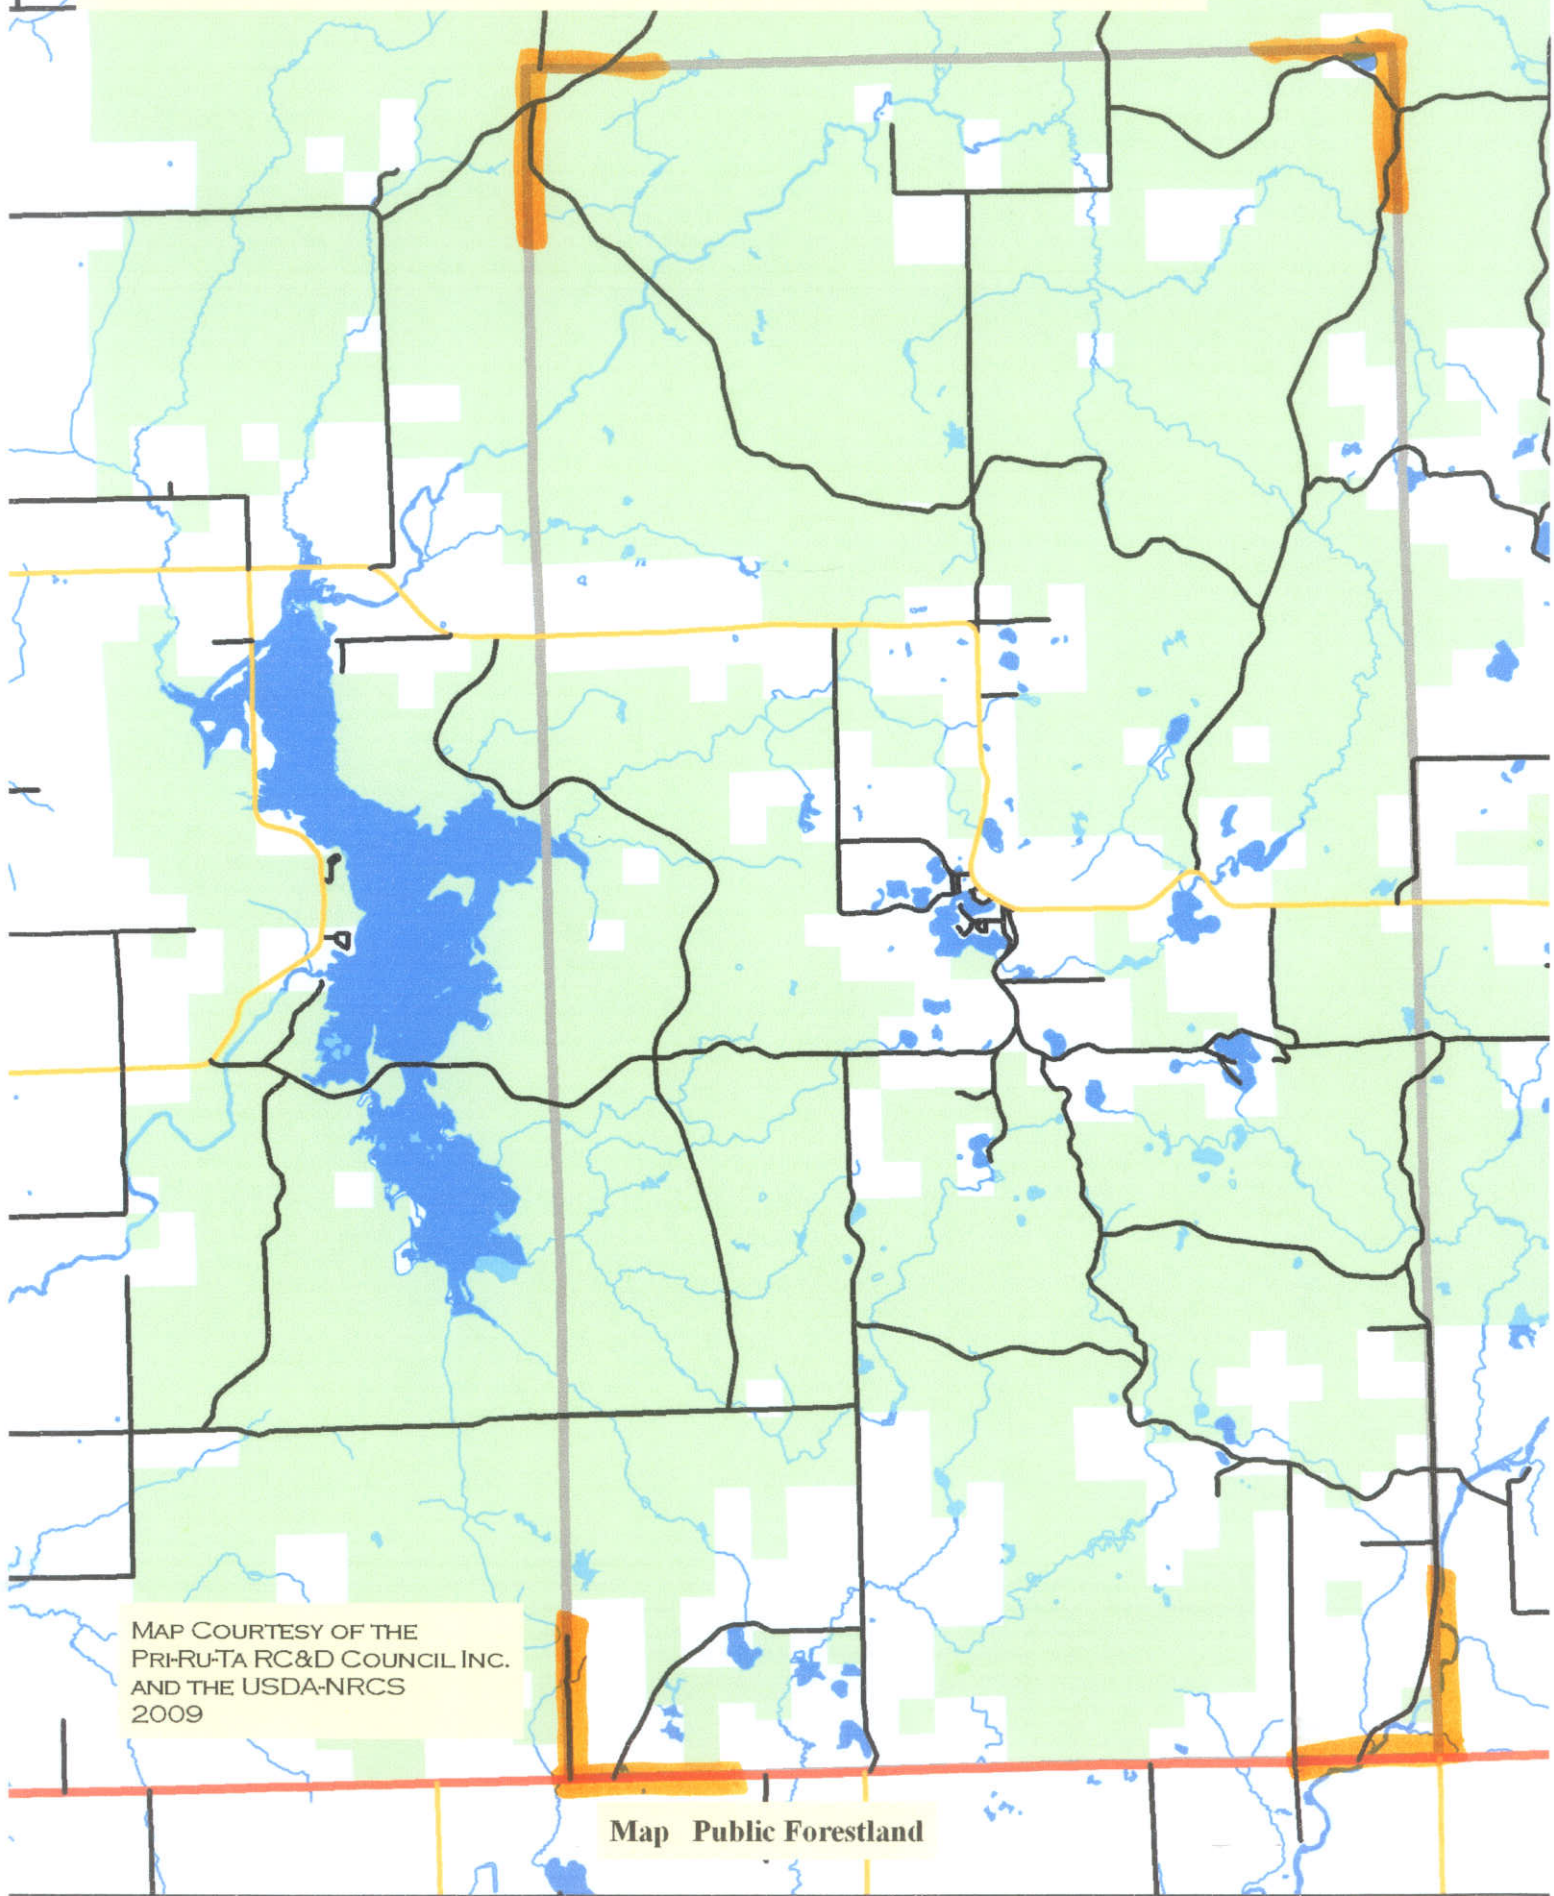 MAP COURTESY OF THE
PRI-RU-TA RC&D COUNCIL INC.
AND THE USDA-NRCS
2009
Map Public Forestland